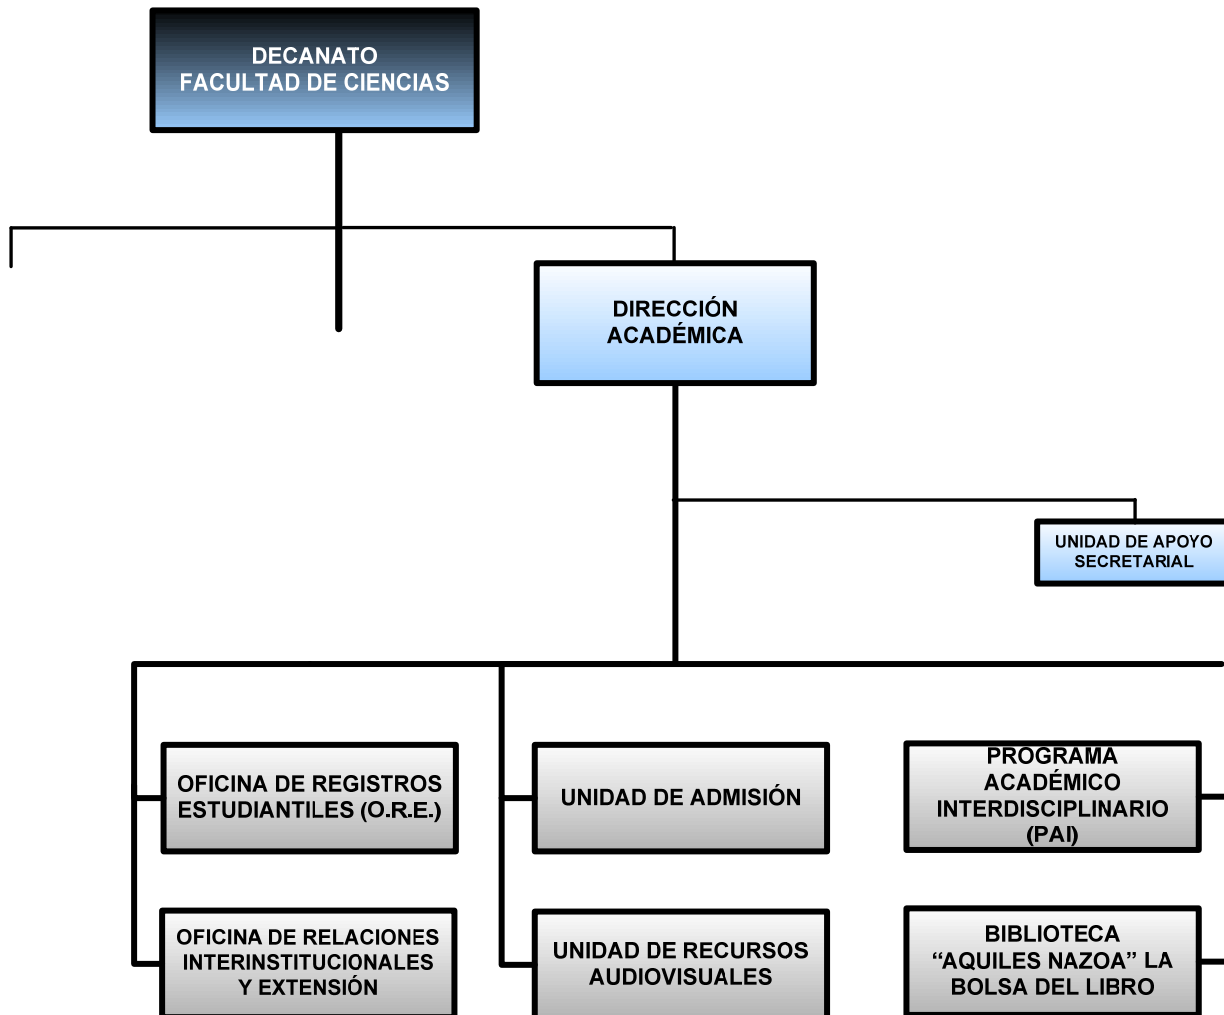 DECANATO
FACULTAD DE CIENCIAS
DIRECCIÓN
ACADÉMICA
UNIDAD DE APOYO
SECRETARIAL
OFICINA DE REGISTROS
ESTUDIANTILES (O.R.E.)
UNIDAD DE ADMISIÓN
PROGRAMA
ACADÉMICO
INTERDISCIPLINARIO
(PAI)
OFICINA DE RELACIONES
INTERINSTITUCIONALES
Y EXTENSIÓN
UNIDAD DE RECURSOS
AUDIOVISUALES
BIBLIOTECA
“AQUILES NAZOA” LA
BOLSA DEL LIBRO